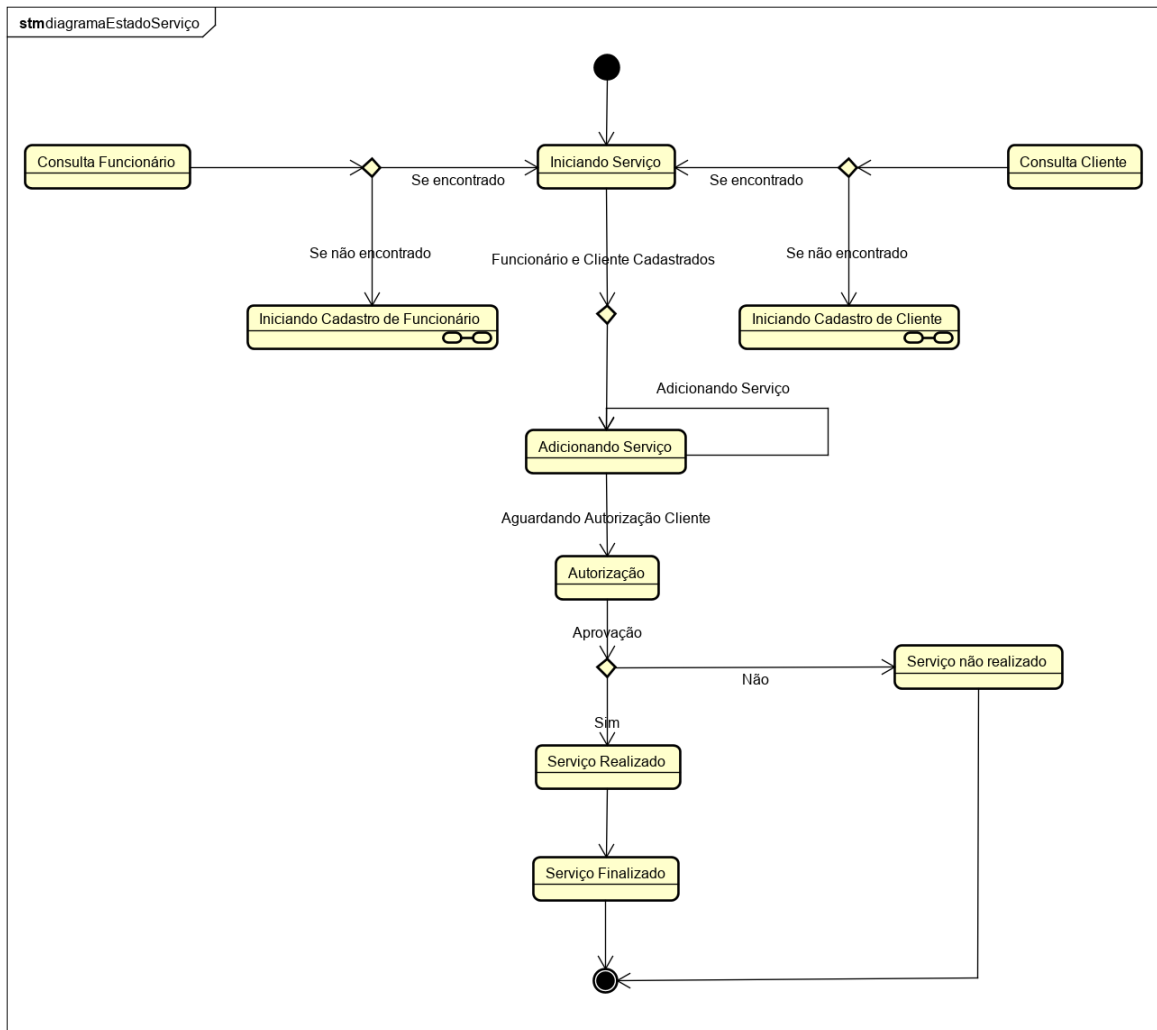 stmdiagramaEstadoServiço
Consulta Funcionário
Iniciando Serviço
Consulta Cliente
Se encontrado
Se encontrado
Se não encontrado
Funcionário e Cliente Cadastrados
Se não encontrado
Iniciando Cadastro de Funcionário
Iniciando Cadastro de Cliente
Adicionando Serviço
Adicionando Serviço
Aguardando Autorização Cliente
Autorização
Aprovação
Serviço não realizado
Não
Sim
Serviço Realizado
Serviço Finalizado